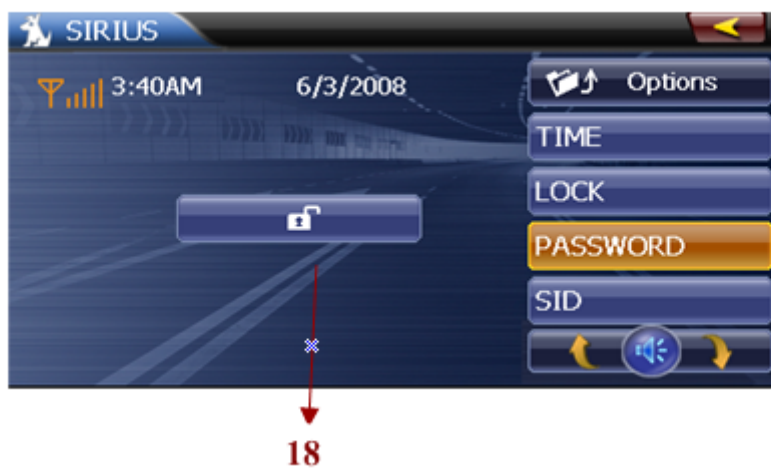 SIRIUS
3:40AM 6/3/2008
Options
TIME
LOCK
PASSWORD
SID
18